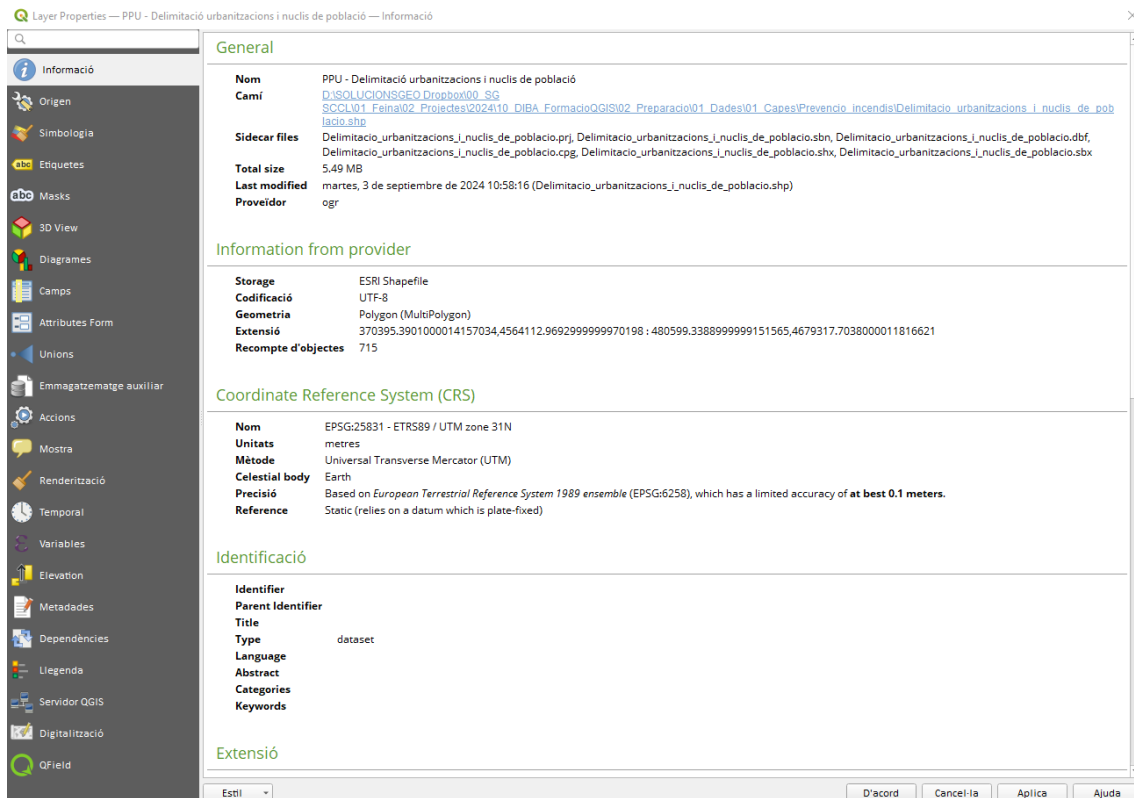 Layer Properties — PPU - Delimitació urbanitzacions i nuclis de població — Informació
Informació
Origen
Simbologia
abc Etiquetes
abc Masks
3D View
Diagrames
Camps
Attributes Form
Unions
Emmagatzematge auxiliar
Accions
Mostra
Renderització
Temporal
Variables
Elevation
Metadades
Dependències
Llegenda
Servidor QGIS
Digitalització
QField
General
Nom PPU - Delimitació urbanitzacions i nuclis de població
Camí D:\SOLUCIONSGEO Dropbox\00_SG
SCCL\01_Feina\02_Projectes\2024\10_DIBA_FormacioQGIS\02_Preparacio\01_Dades\01_Capes\Prevencio_incendis\Delimitacio_urbanitzacions_i_nuclis_de_pob
lacio.shp
Sidecar files Delimitacio_urbanitzacions_i_nuclis_de_poblacio.prj, Delimitacio_urbanitzacions_i_nuclis_de_poblacio.sbn, Delimitacio_urbanitzacions_i_nuclis_de_poblacio.dbf,
Delimitacio_urbanitzacions_i_nuclis_de_poblacio.cpg, Delimitacio_urbanitzacions_i_nuclis_de_poblacio.shx, Delimitacio_urbanitzacions_i_nuclis_de_poblacio.sbx
Total size 5.49 MB
Last modified martes, 3 de septiembre de 2024 10:58:16 (Delimitacio_urbanitzacions_i_nuclis_de_poblacio.shp)
Proveïdor ogr
Information from provider
Storage ESRI Shapefile
Codificació UTF-8
Geometria Polygon (MultiPolygon)
Extensió 370395.3901000014157034,4564112.9692999999970198 : 480599.3388999999151565,4679317.7038000011816621
Recompte d'objectes 715
Coordinate Reference System (CRS)
Nom EPSG:25831 - ETRS89 / UTM zone 31N
Unitats metres
Mètode Universal Transverse Mercator (UTM)
Celestial body Earth
Precisió Based on European Terrestrial Reference System 1989 ensemble (EPSG:6258), which has a limited accuracy of at best 0.1 meters.
Reference Static (relies on a datum which is plate-fixed)
Identificació
Identifier
Parent Identifier
Title
Type dataset
Language
Abstract
Categories
Keywords
Extensió
Estil D'acord Cancel·la Aplica Ajuda